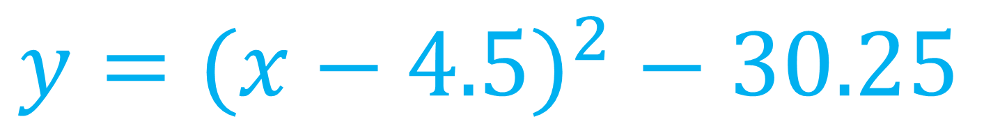 y = (x − 4.5)² − 30.25